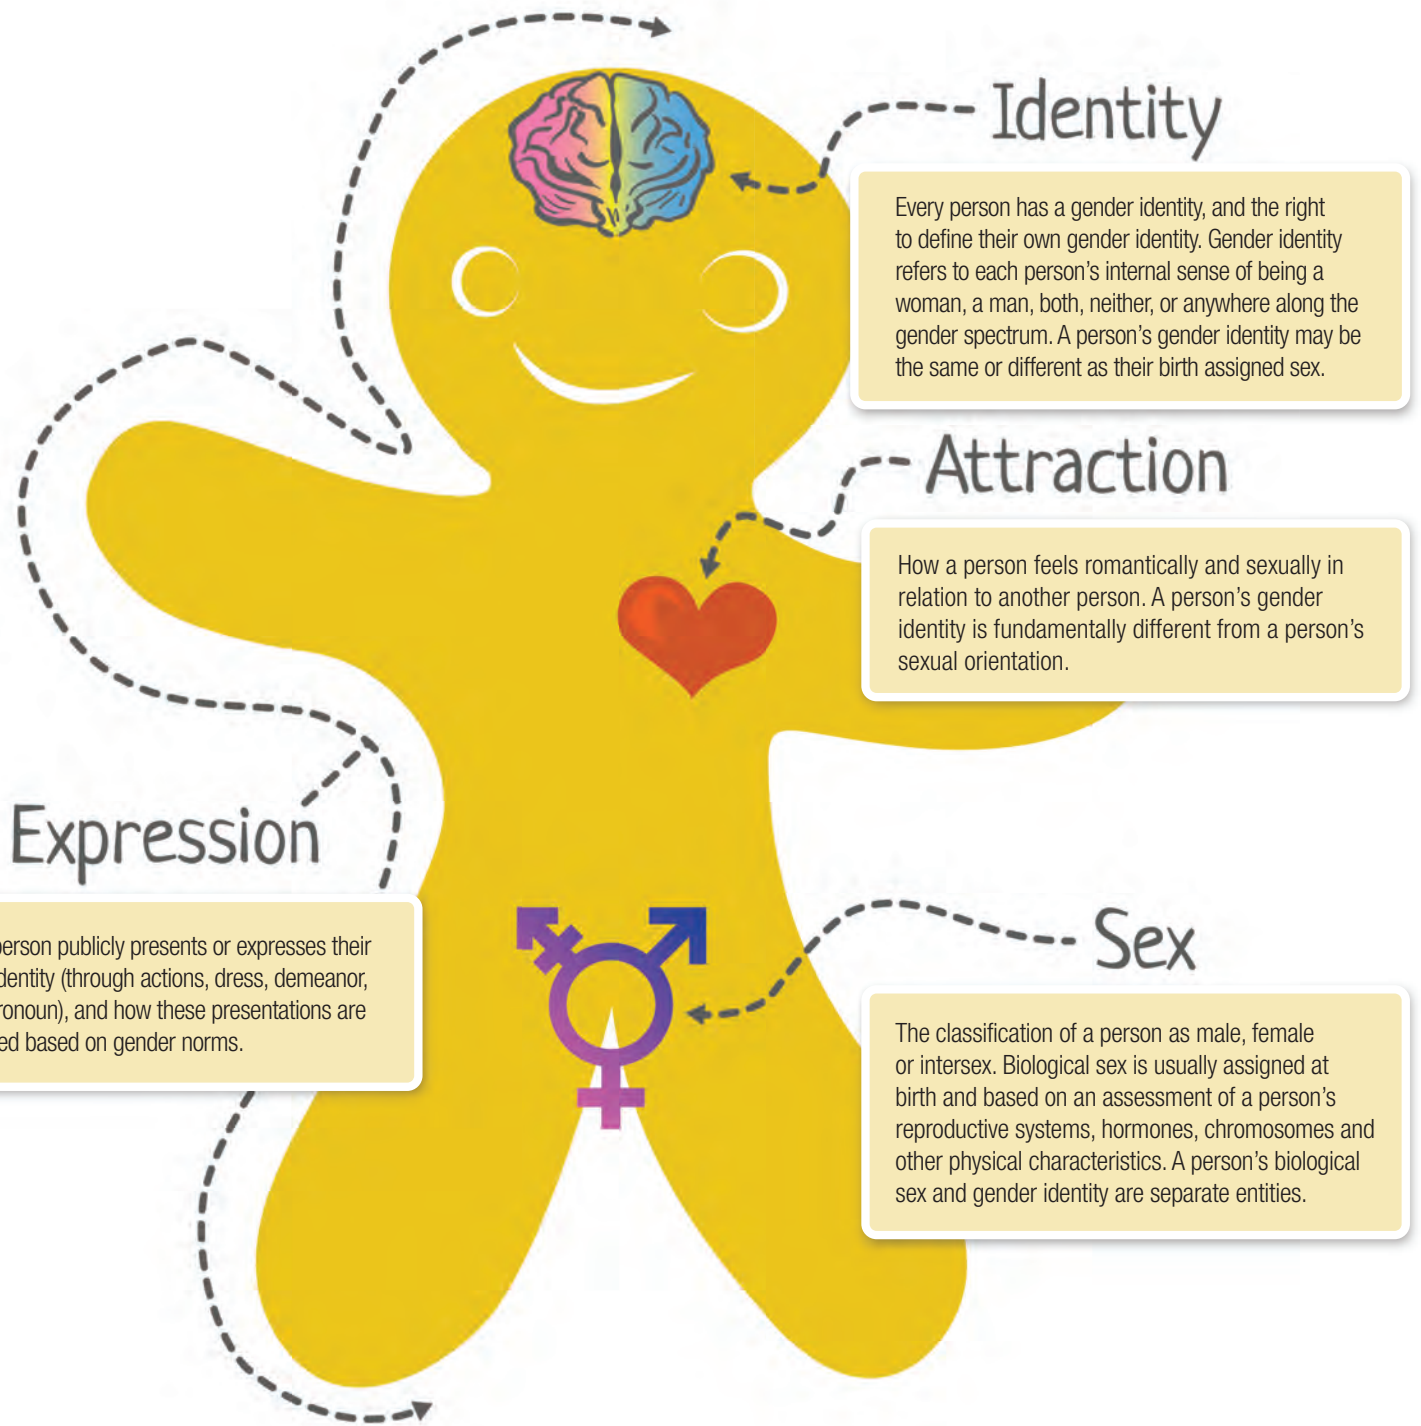 Identity
Every person has a gender identity, and the right
to define their own gender identity. Gender identity
refers to each person's internal sense of being a
woman, a man, both, neither, or anywhere along the
gender spectrum. A person's gender identity may be
the same or different as their birth assigned sex.
Attraction
How a person feels romantically and sexually in
relation to another person. A person's gender
identity is fundamentally different from a person's
sexual orientation.
Expression
person publicly presents or expresses their
dentity (through actions, dress, demeanor,
ronoun), and how these presentations are
ed based on gender norms.
Sex
The classification of a person as male, female
or intersex. Biological sex is usually assigned at
birth and based on an assessment of a person's
reproductive systems, hormones, chromosomes and
other physical characteristics. A person's biological
sex and gender identity are separate entities.